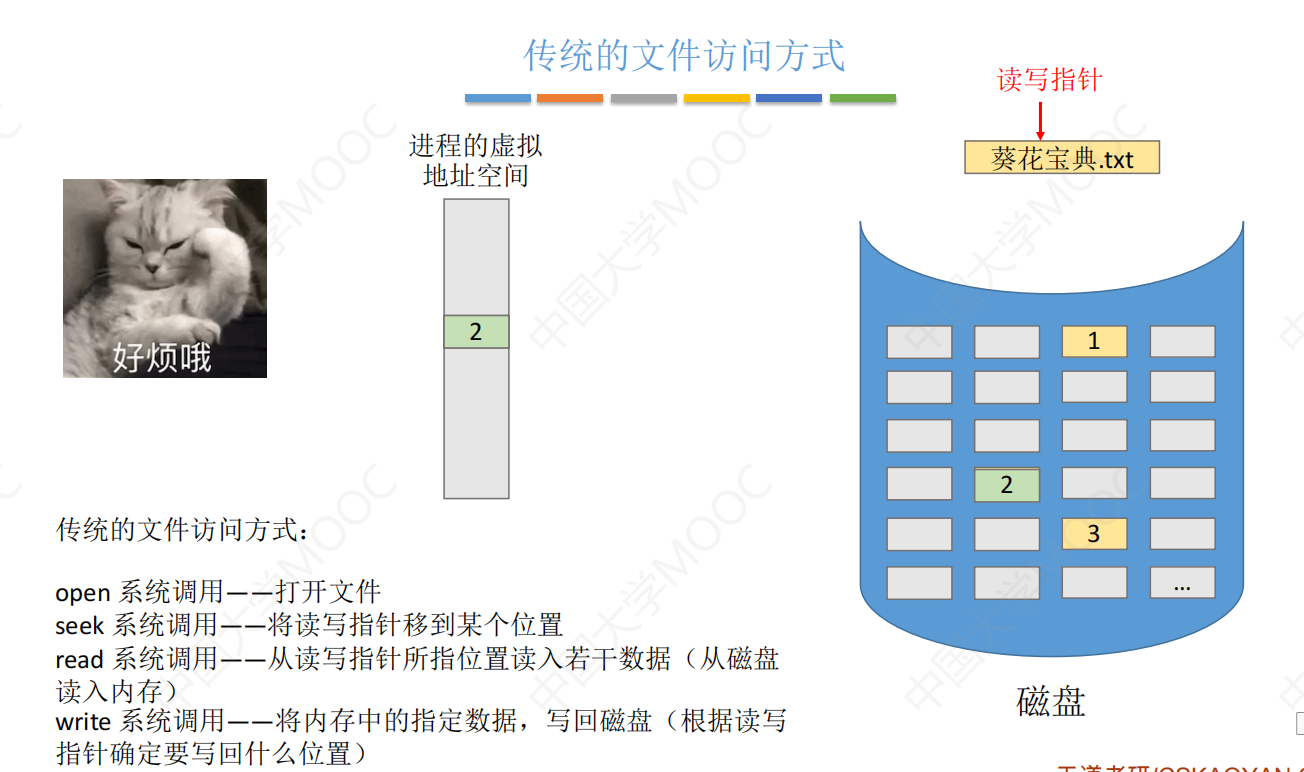 传统的文件访问方式
读写指针
葵花宝典.txt
进程的虚拟
地址空间
2
好烦哦
1
2
3
...
磁盘
传统的文件访问方式：
open 系统调用——打开文件
seek 系统调用——将读写指针移到某个位置
read 系统调用——从读写指针所指位置读入若干数据（从磁盘
读入内存）
write 系统调用——将内存中的指定数据，写回磁盘（根据读写
指针确定要写回什么位置）
中国大学MOOC